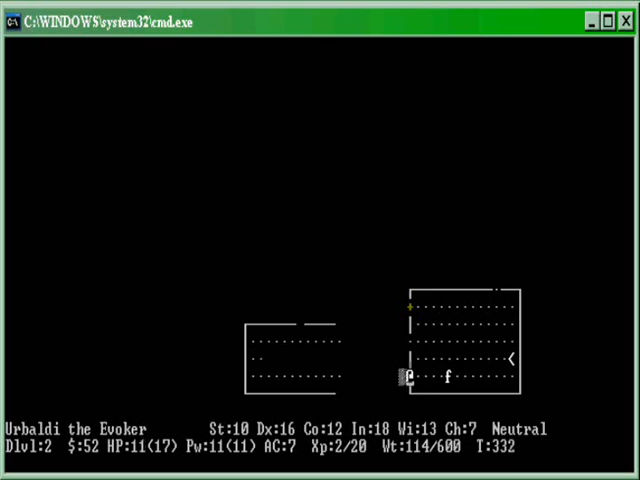 C:\WINDOWS\system32\cmd.exe
<
f
Urbaldi the Evoker St:10 Dx:16 Co:12 In:18 Wi:13 Ch:7 Neutral
Dlvl:2 $:52 HP:11(17) Pw:11(11) AC:7 Xp:2/20 Wt:114/600 T:332